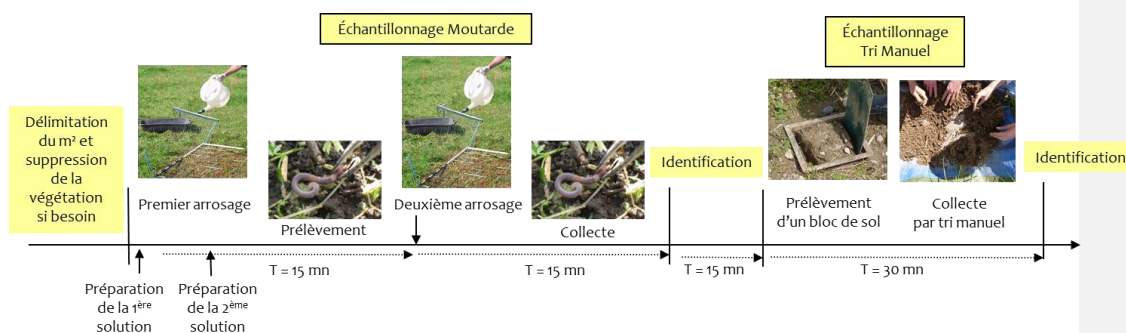 Échantillonnage Moutarde
Échantillonnage
Tri Manuel
Délimitation
du m² et
suppression
de la
végétation
si besoin
Premier arrosage
Prélèvement
Deuxième arrosage
Collecte
Identification
Prélèvement
d'un bloc de sol
Collecte
par tri manuel
Identification
T = 15 mn
T = 15 mn
T = 15 mn
T = 30 mn
Préparation
de la 1ère
solution
Préparation
de la 2ème
solution